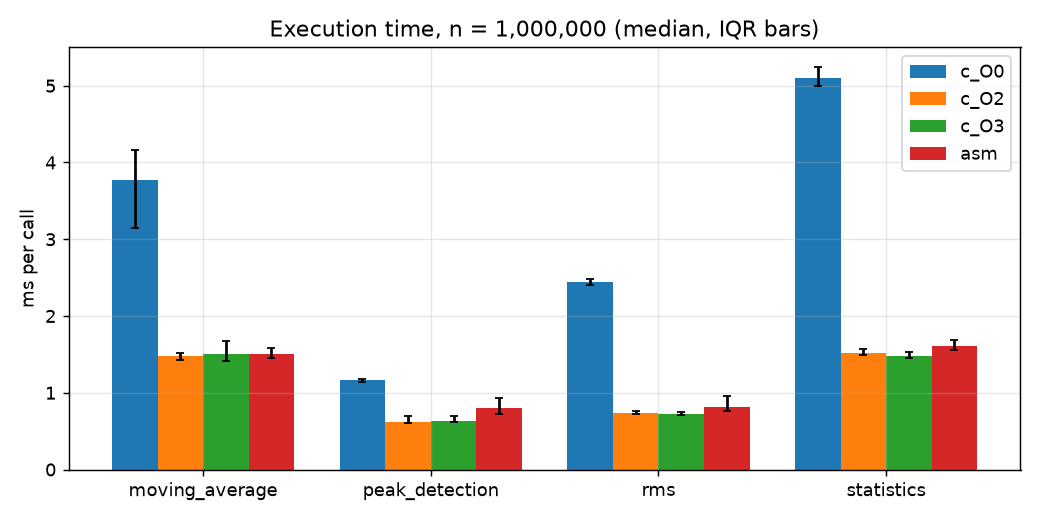 Execution time, n = 1,000,000 (median, IQR bars)
ms per call
5
4
3
2
1
0
c_O0
c_O2
c_O3
asm
moving_average
peak_detection
rms
statistics